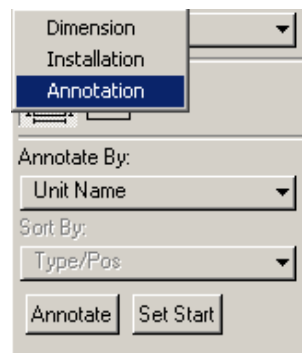 Dimension
Installation
Annotation
Annotate By:
Unit Name
Sort By:
Type/Pos
Annotate Set Start